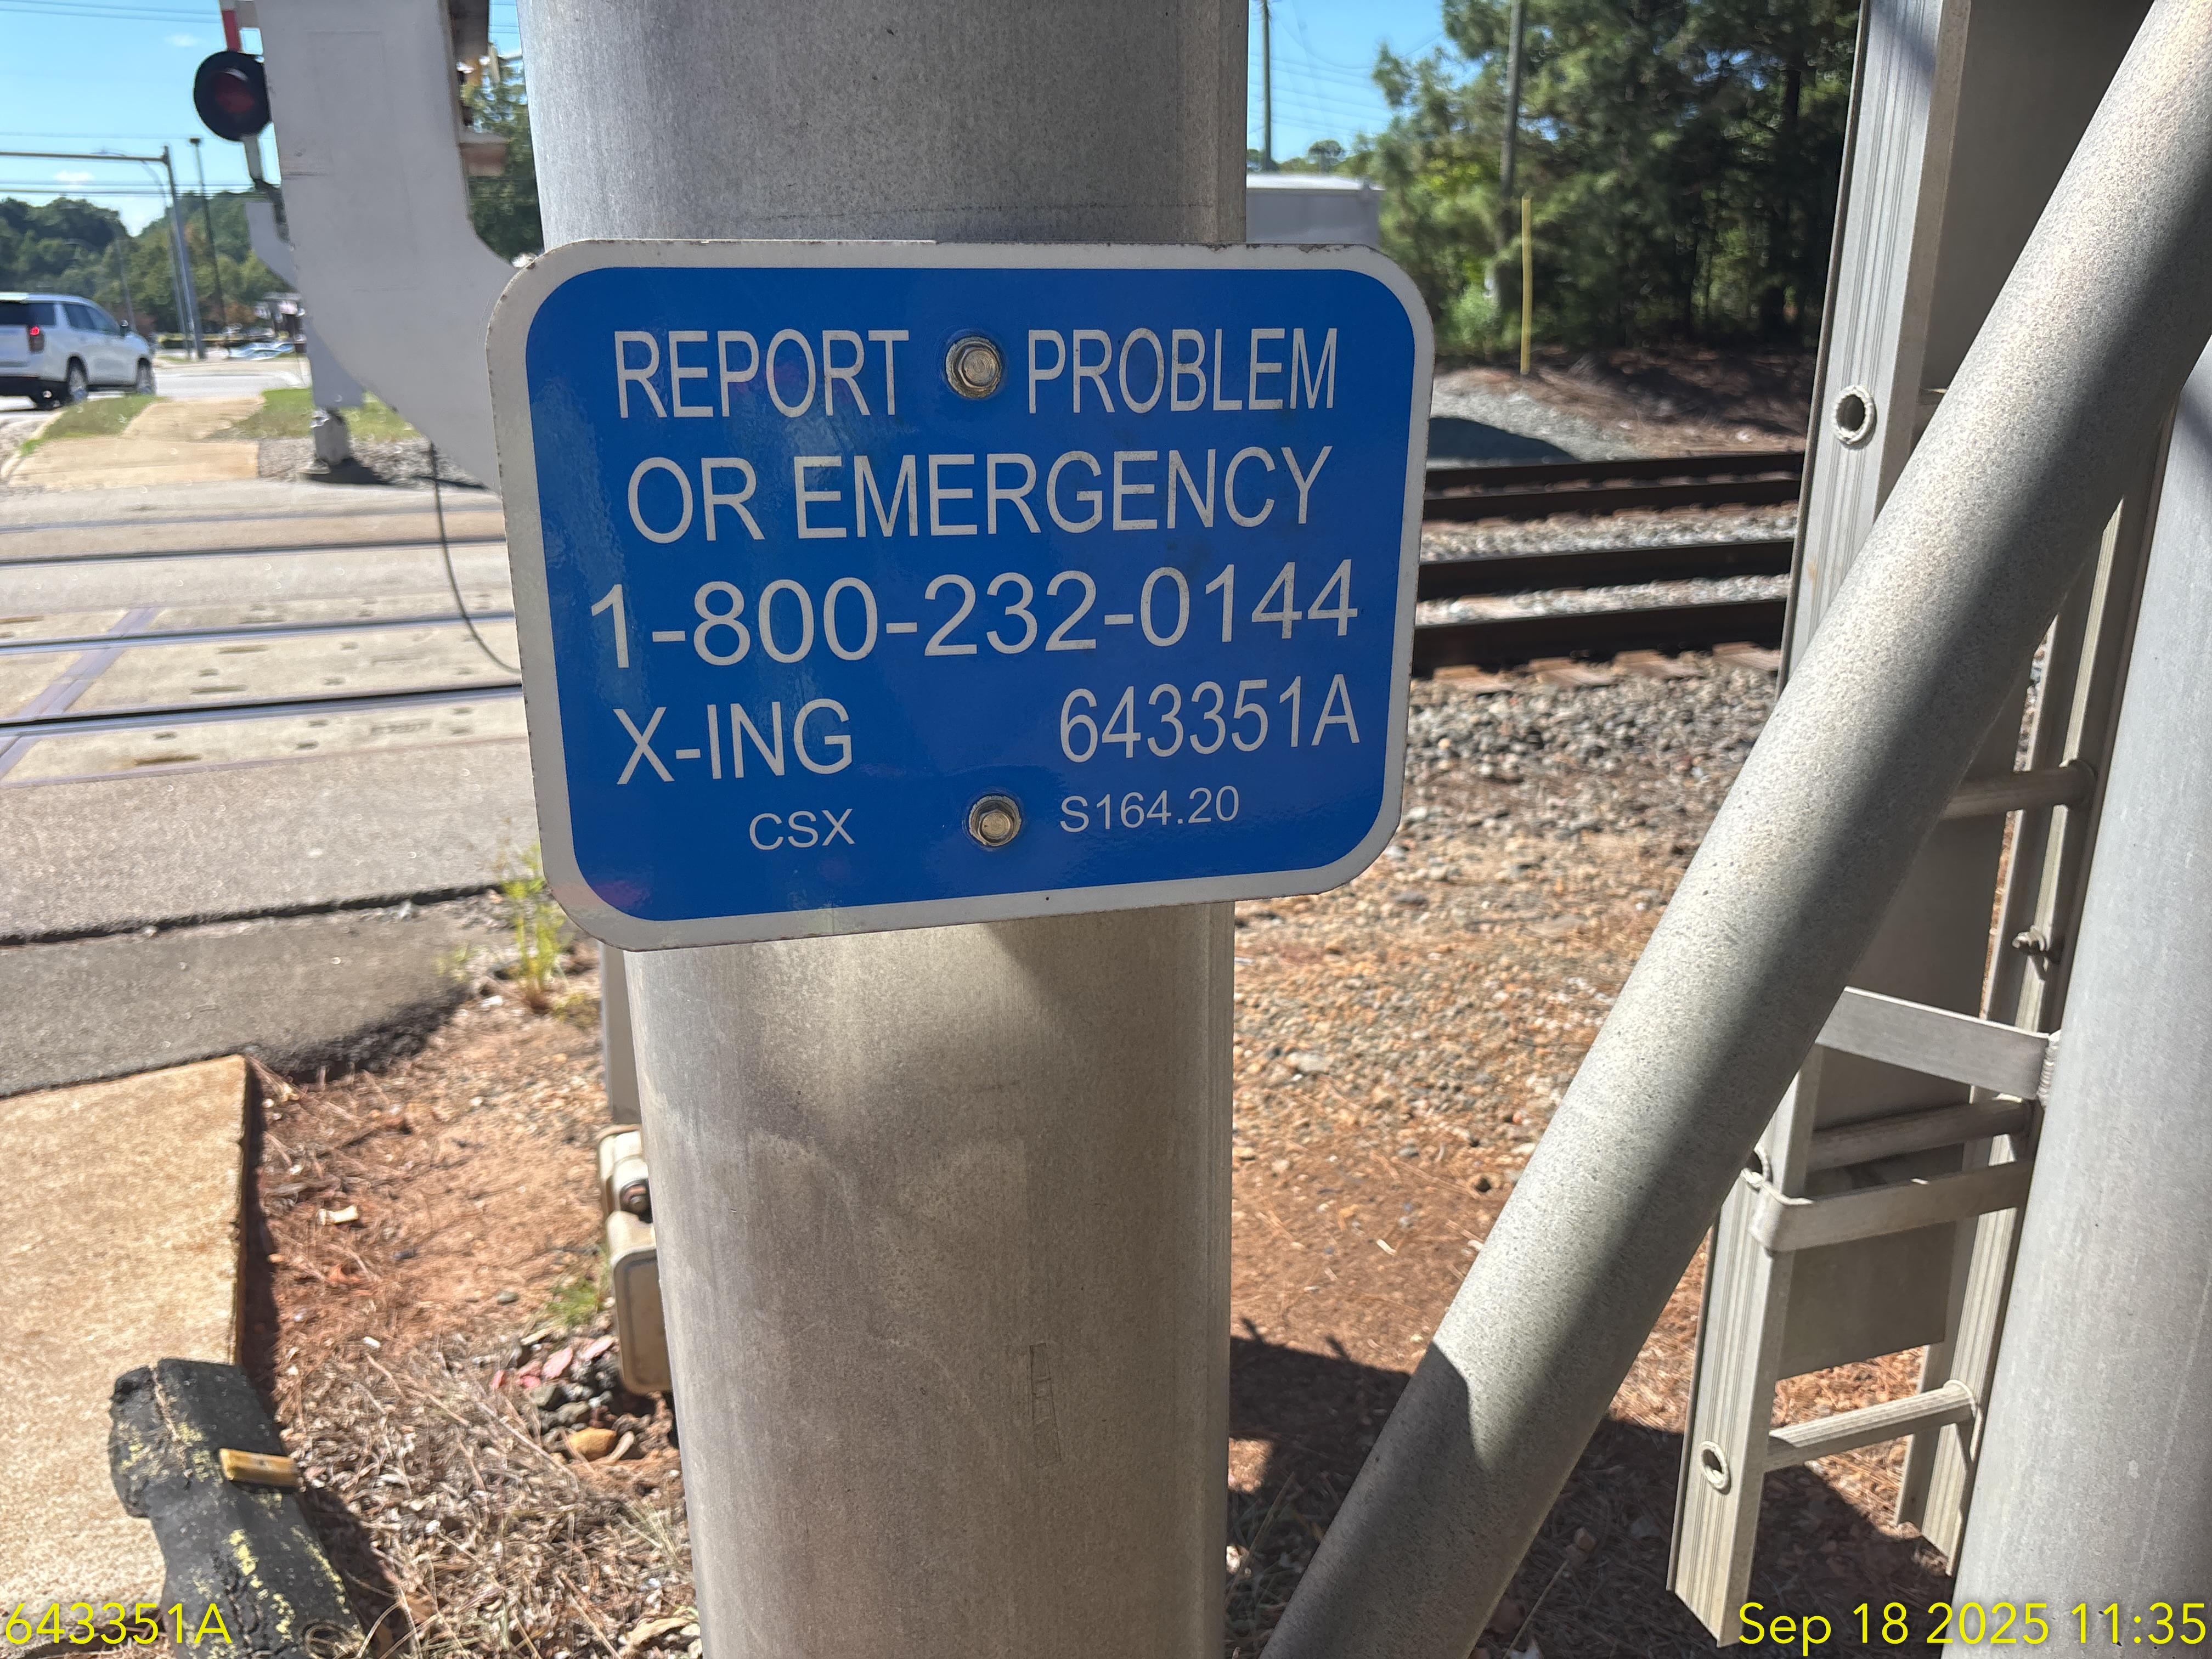 REPORT PROBLEM
OR EMERGENCY
1-800-232-0144
X-ING 643351A
CSX S164.20
643351A
Sep 18 2025 11:35